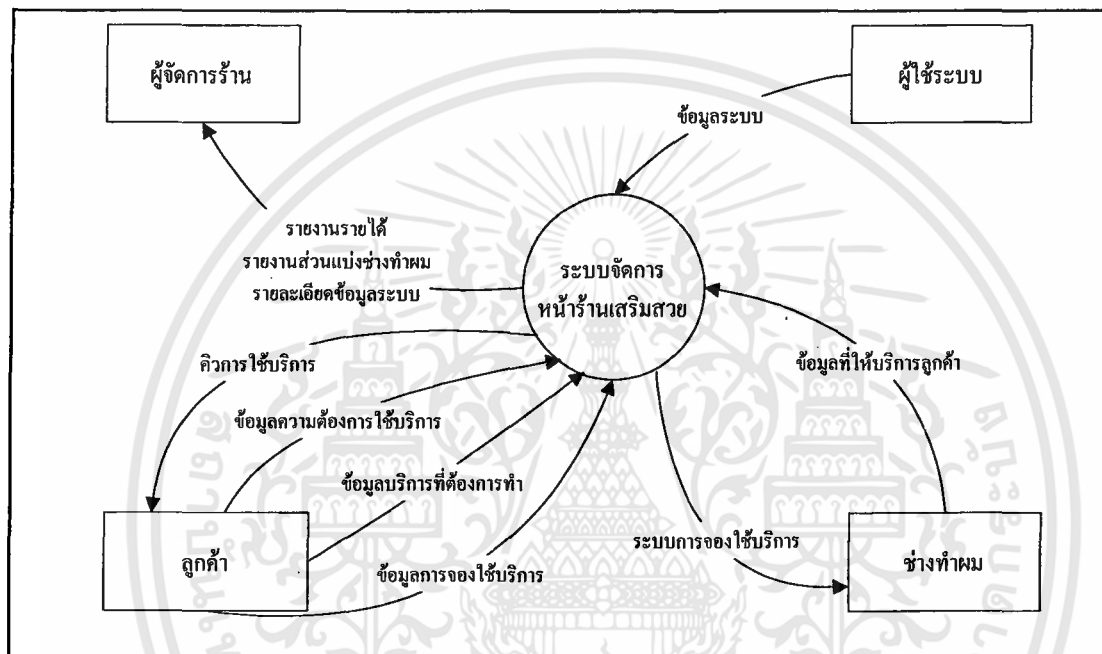 ผู้จัดการร้าน
ผู้ใช้ระบบ
ข้อมูลระบบ
รายงานรายได้
รายงานส่วนแบ่งช่างทำผม
รายละเอียดข้อมูลระบบ
ระบบจัดการ
หน้าร้านเสริมสวย
คิวการใช้บริการ
ข้อมูลที่ให้บริการลูกค้า
ข้อมูลความต้องการใช้บริการ
ข้อมูลบริการที่ต้องการทำ
ระบบการจองใช้บริการ
ลูกค้า
ข้อมูลการจองใช้บริการ
ช่างทำผม